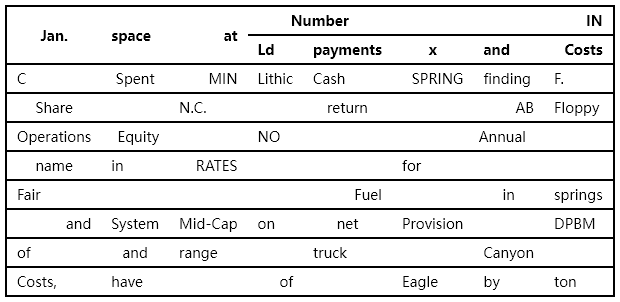 Number IN
Jan. space at
Ld payments x and Costs
C Spent MIN Lithic Cash SPRING finding F.
Share N.C. return AB Floppy
Operations Equity NO Annual
name in RATES for
Fair Fuel in springs
and System Mid-Cap on net Provision DPBM
of and range truck Canyon
Costs, have of Eagle by ton